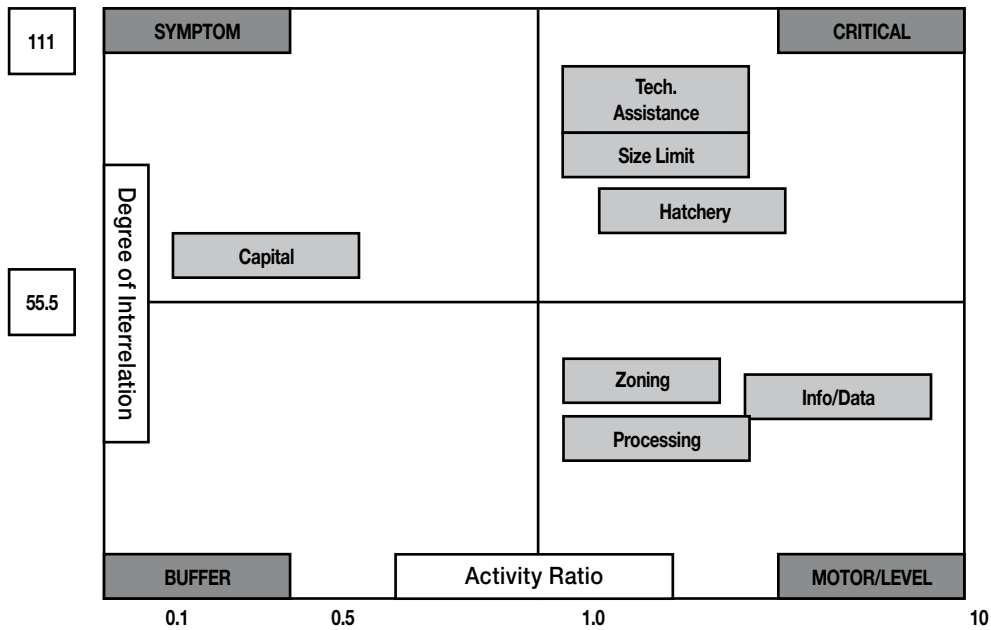 111
SYMPTOM
CRITICAL
Tech.
Assistance
Size Limit
Hatchery
Degree of Interrelation
Capital
55.5
Zoning
Info/Data
Processing
BUFFER
Activity Ratio
MOTOR/LEVEL
0.1
0.5
1.0
10